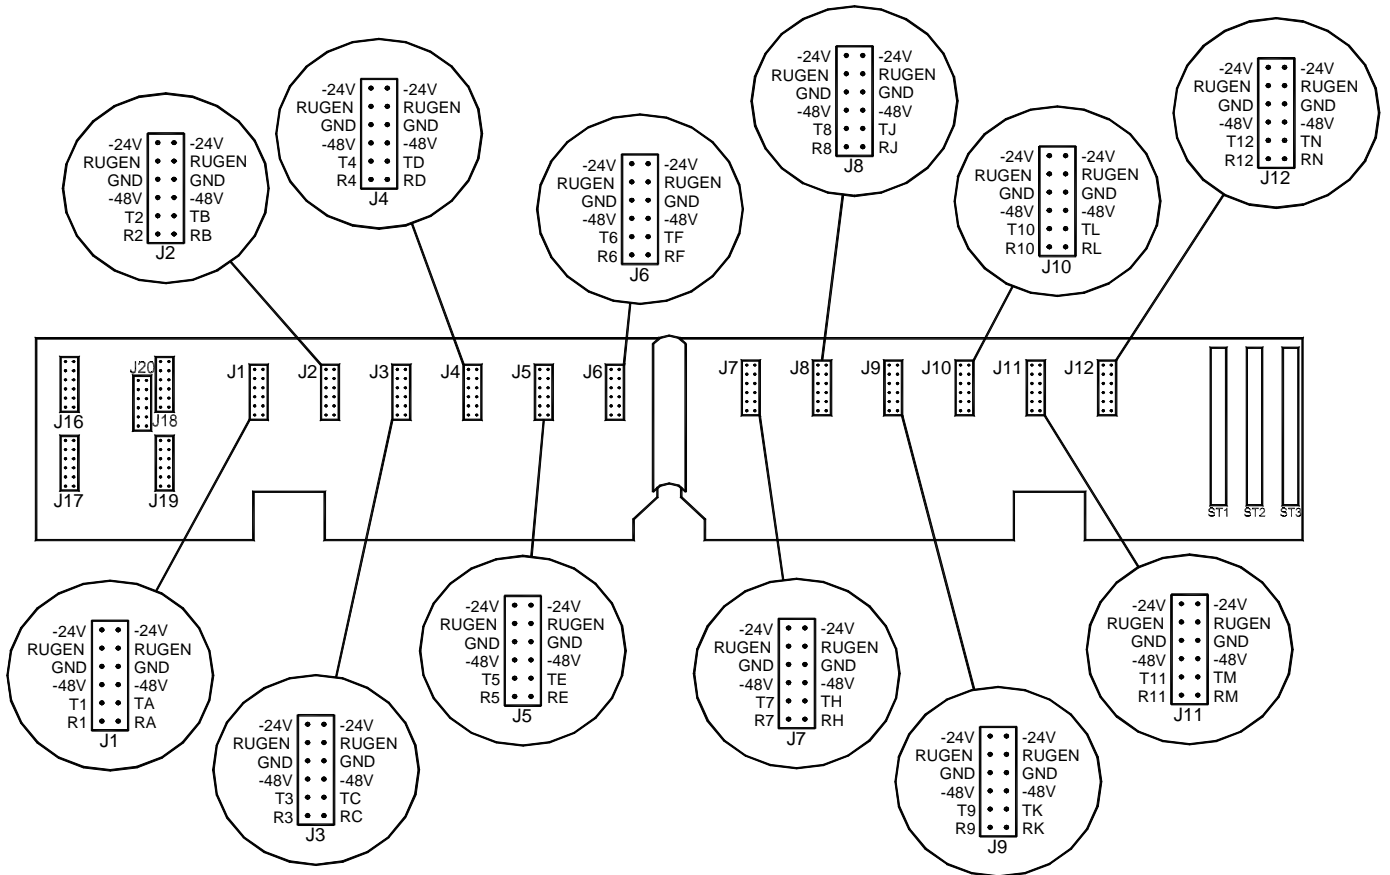 -24V -24V
RUGEN RUGEN
GND GND
-48V -48V
T2 TB
R2 RB
J2
-24V -24V
RUGEN RUGEN
GND GND
-48V -48V
T4 TD
R4 RD
J4
-24V -24V
RUGEN RUGEN
GND GND
-48V -48V
T6 TF
R6 RF
J6
-24V -24V
RUGEN RUGEN
GND GND
-48V -48V
T8 TJ
R8 RJ
J8
-24V -24V
RUGEN RUGEN
GND GND
-48V -48V
T10 TL
R10 RL
J10
-24V -24V
RUGEN RUGEN
GND GND
-48V -48V
T12 TN
R12 RN
J12
J20
J16
J18
J17
J19
J1
J2
J3
J4
J5
J6
J7
J8
J9
J10
J11
J12
ST1
ST2
ST3
-24V -24V
RUGEN RUGEN
GND GND
-48V -48V
T1 TA
R1 RA
J1
-24V -24V
RUGEN RUGEN
GND GND
-48V -48V
T3 TC
R3 RC
J3
-24V -24V
RUGEN RUGEN
GND GND
-48V -48V
T5 TE
R5 RE
J5
-24V -24V
RUGEN RUGEN
GND GND
-48V -48V
T7 TH
R7 RH
J7
-24V -24V
RUGEN RUGEN
GND GND
-48V -48V
T9 TK
R9 RK
J9
-24V -24V
RUGEN RUGEN
GND GND
-48V -48V
T11 TM
R11 RM
J11